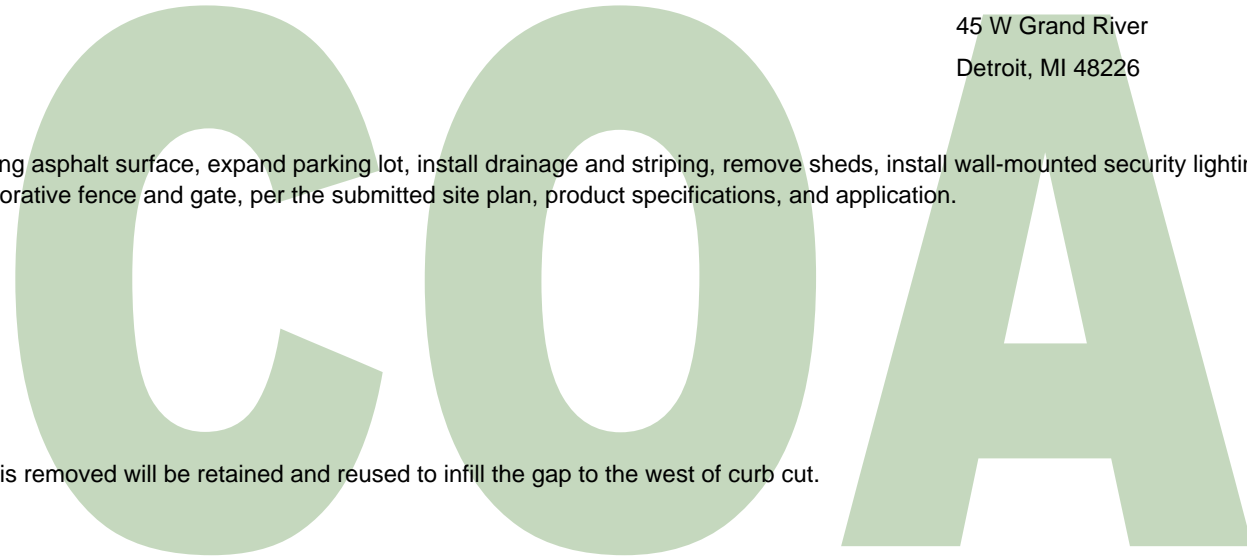 45 W Grand River
Detroit, MI 48226
ng asphalt surface, expand parking lot, install drainage and striping, remove sheds, install wall-mounted security lightin
orative fence and gate, per the submitted site plan, product specifications, and application.
is removed will be retained and reused to infill the gap to the west of curb cut.
COA